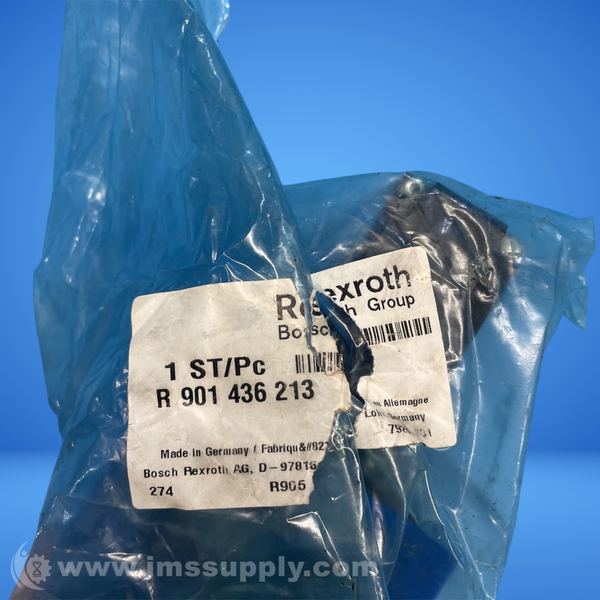 Rexroth
Bosch Group
1 ST/Pc
R 901 436 213
Made in Germany / Fabriqu&#82 Allemagne
Bosch Rexroth AG, D-97816 Lohr Germany
274 R905
www.imssupply.com